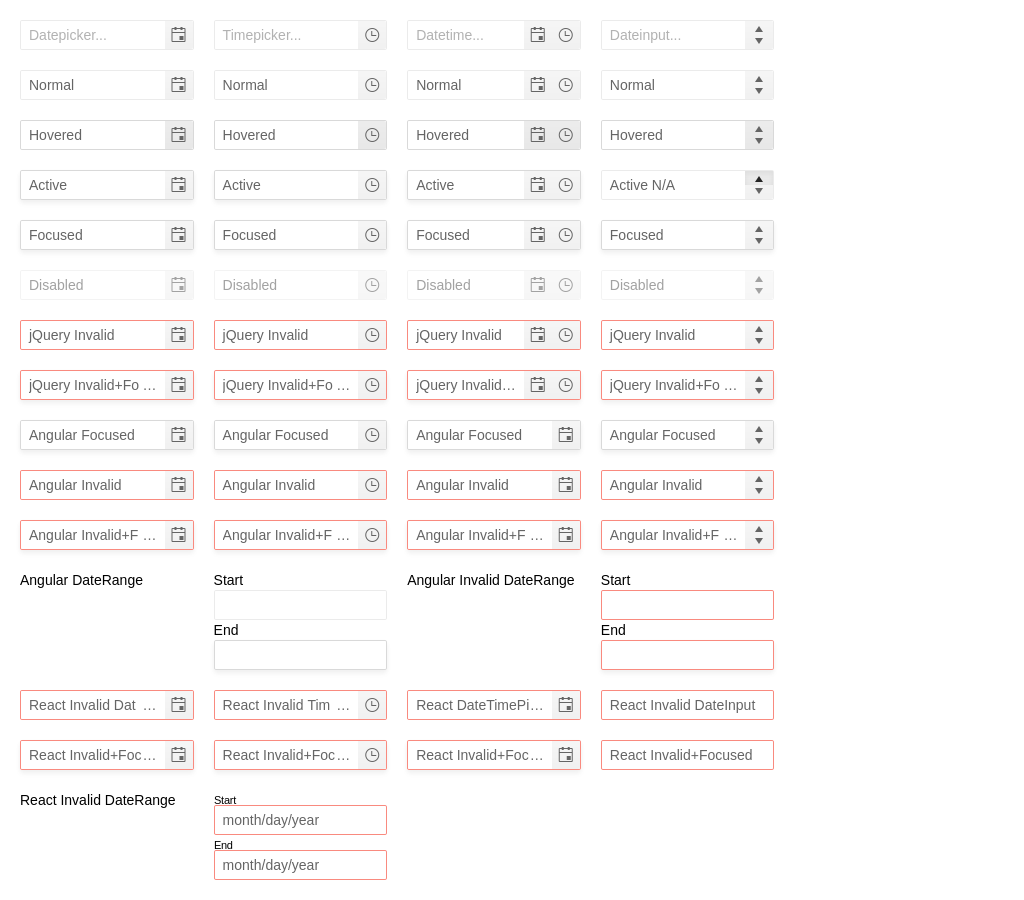 Datepicker... Timepicker... Datetime... Dateinput...
Normal Normal Normal Normal
Hovered Hovered Hovered Hovered
Active Active Active Active N/A
Focused Focused Focused Focused
Disabled Disabled Disabled Disabled
jQuery Invalid jQuery Invalid jQuery Invalid jQuery Invalid
jQuery Invalid+Fo ... jQuery Invalid+Fo ... jQuery Invalid... jQuery Invalid+Fo ...
Angular Focused Angular Focused Angular Focused Angular Focused
Angular Invalid Angular Invalid Angular Invalid Angular Invalid
Angular Invalid+F ... Angular Invalid+F ... Angular Invalid+F ... Angular Invalid+F ...
Angular DateRange Start Angular Invalid DateRange Start
End End
React Invalid Dat ... React Invalid Tim ... React DateTimePi... React Invalid DateInput
React Invalid+Foc... React Invalid+Foc... React Invalid+Foc... React Invalid+Focused
React Invalid DateRange Start
month/day/year
End
month/day/year